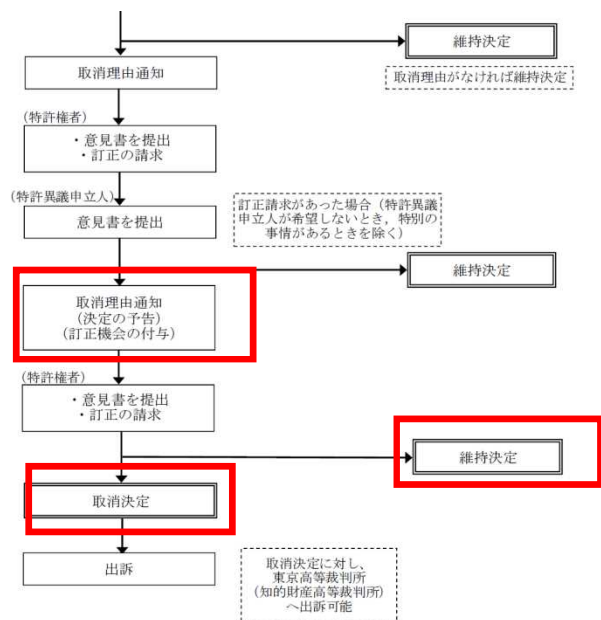 維持決定
取消理由通知
取消理由がなければ維持決定
(特許権者)
・意見書を提出
・訂正の請求
(特許異議申立人)
意見書を提出
訂正請求があった場合（特許異議
申立人が希望しないとき，特別の
事情があるときを除く）
維持決定
取消理由通知
(決定の予告)
(訂正機会の付与)
(特許権者)
・意見書を提出
・訂正の請求
維持決定
取消決定
出訴
取消決定に対し、
東京高等裁判所
(知的財産高等裁判所)
へ出訴可能